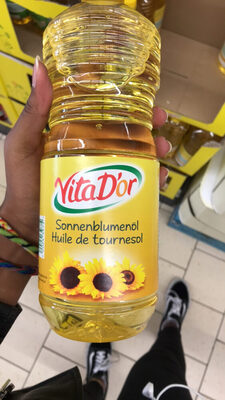 VitaD'or
Sonnenblumenöl
Huile de tournesol